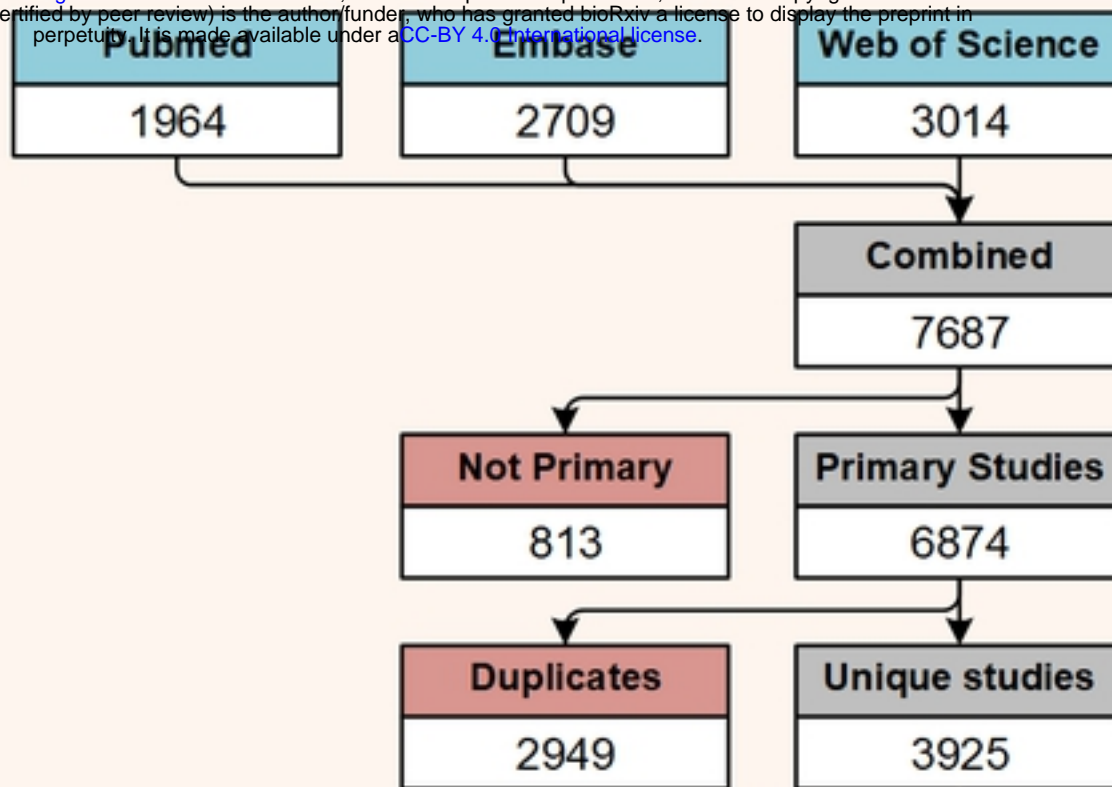 ertified by peer review) is the author/funder, who has granted bioRxiv a license to display the preprint in
perpetuity. It is made available under aCC-BY 4.0 International license.
Pubmed Embase Web of Science
1964 2709 3014
Combined
7687
Not Primary Primary Studies
813 6874
Duplicates Unique studies
2949 3925